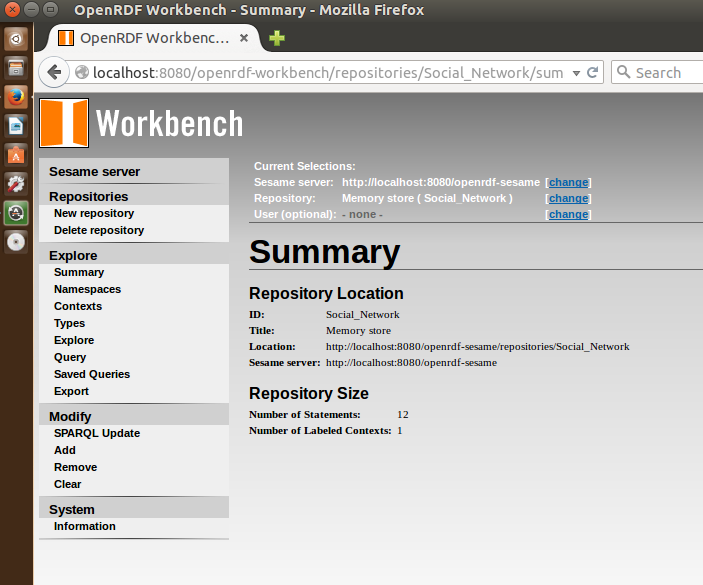 OpenRDF Workbench - Summary - Mozilla Firefox
OpenRDF Workbenc...
localhost:8080/openrdf-workbench/repositories/Social_Network/sum
Search
Workbench
Sesame server
Repositories
New repository
Delete repository
Explore
Summary
Namespaces
Contexts
Types
Explore
Query
Saved Queries
Export
Modify
SPARQL Update
Add
Remove
Clear
System
Information
Current Selections:
Sesame server: http://localhost:8080/openrdf-sesame [change]
Repository: Memory store ( Social_Network ) [change]
User (optional): - none - [change]
Summary
Repository Location
ID: Social_Network
Title: Memory store
Location: http://localhost:8080/openrdf-sesame/repositories/Social_Network
Sesame server: http://localhost:8080/openrdf-sesame
Repository Size
Number of Statements: 12
Number of Labeled Contexts: 1